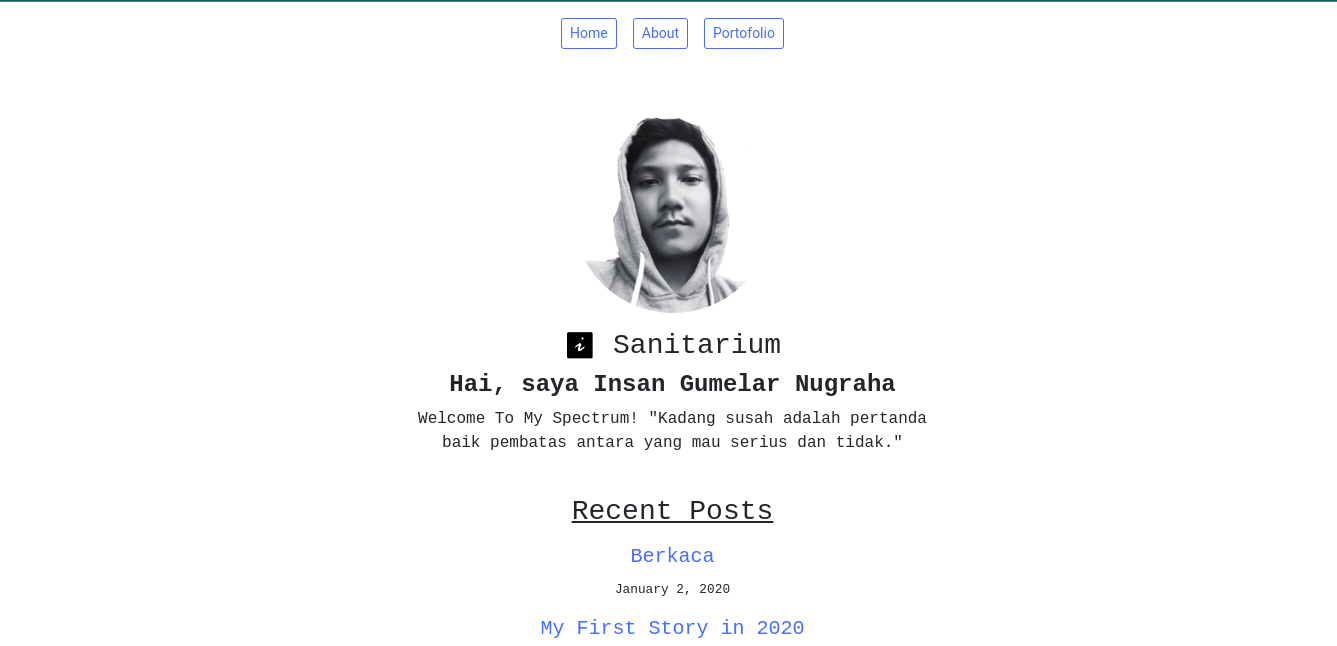 Home About Portofolio
i Sanitarium
Hai, saya Insan Gumelar Nugraha
Welcome To My Spectrum! "Kadang susah adalah pertanda
baik pembatas antara yang mau serius dan tidak."
Recent Posts
Berkaca
January 2, 2020
My First Story in 2020